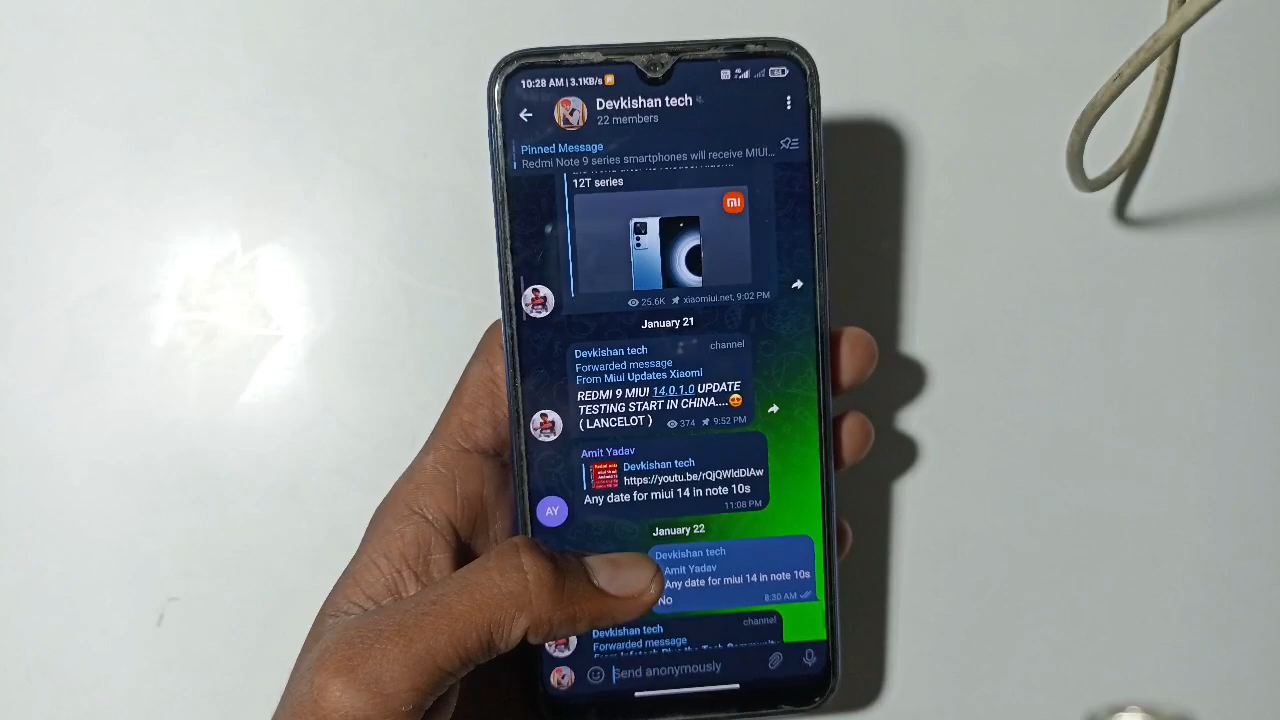 10:28 AM | 3.1KB/s
64
Devkishan tech
22 members
Pinned Message
Redmi Note 9 series smartphones will receive MIUI...
12T series
25.6K xiaomiui.net, 9:02 PM
January 21
Devkishan tech channel
Forwarded message
From Miui Updates Xiaomi
REDMI 9 MIUI 14.0.1.0 UPDATE
TESTING START IN CHINA....😍
( LANCELOT ) 374 9:52 PM
Amit Yadav
Devkishan tech
https://youtu.be/rQjQWldDlAw
Any date for miui 14 in note 10s
AY
11:08 PM
January 22
Devkishan tech
Amit Yadav
Any date for miui 14 in note 10s
No
8:30 AM
Devkishan tech channel
Forwarded message
Send anonymously